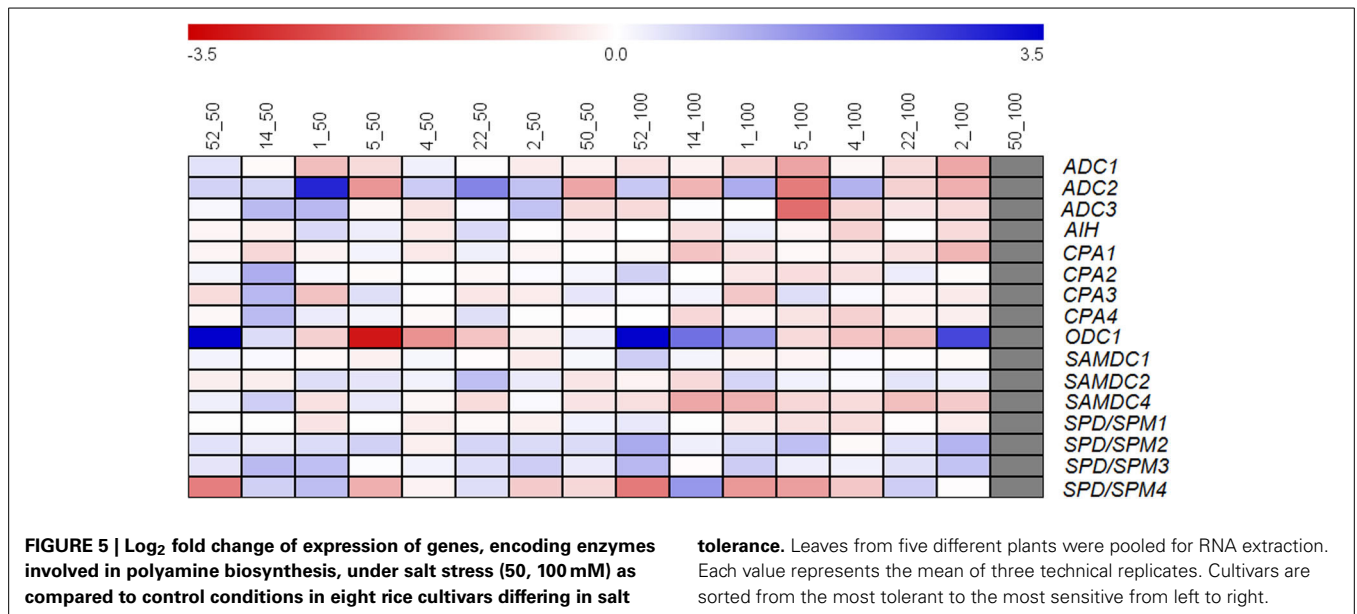 -3.5 0.0 3.5
52_50 14_50 1_50 5_50 4_50 22_50 2_50 50_50 52_100 14_100 1_100 5_100 4_100 22_100 2_100 50_100
ADC1
ADC2
ADC3
AIH
CPA1
CPA2
CPA3
CPA4
ODC1
SAMDC1
SAMDC2
SAMDC4
SPD/SPM1
SPD/SPM2
SPD/SPM3
SPD/SPM4
FIGURE 5 | Log₂ fold change of expression of genes, encoding enzymes
involved in polyamine biosynthesis, under salt stress (50, 100 mM) as
compared to control conditions in eight rice cultivars differing in salt
tolerance. Leaves from five different plants were pooled for RNA extraction.
Each value represents the mean of three technical replicates. Cultivars are
sorted from the most tolerant to the most sensitive from left to right.